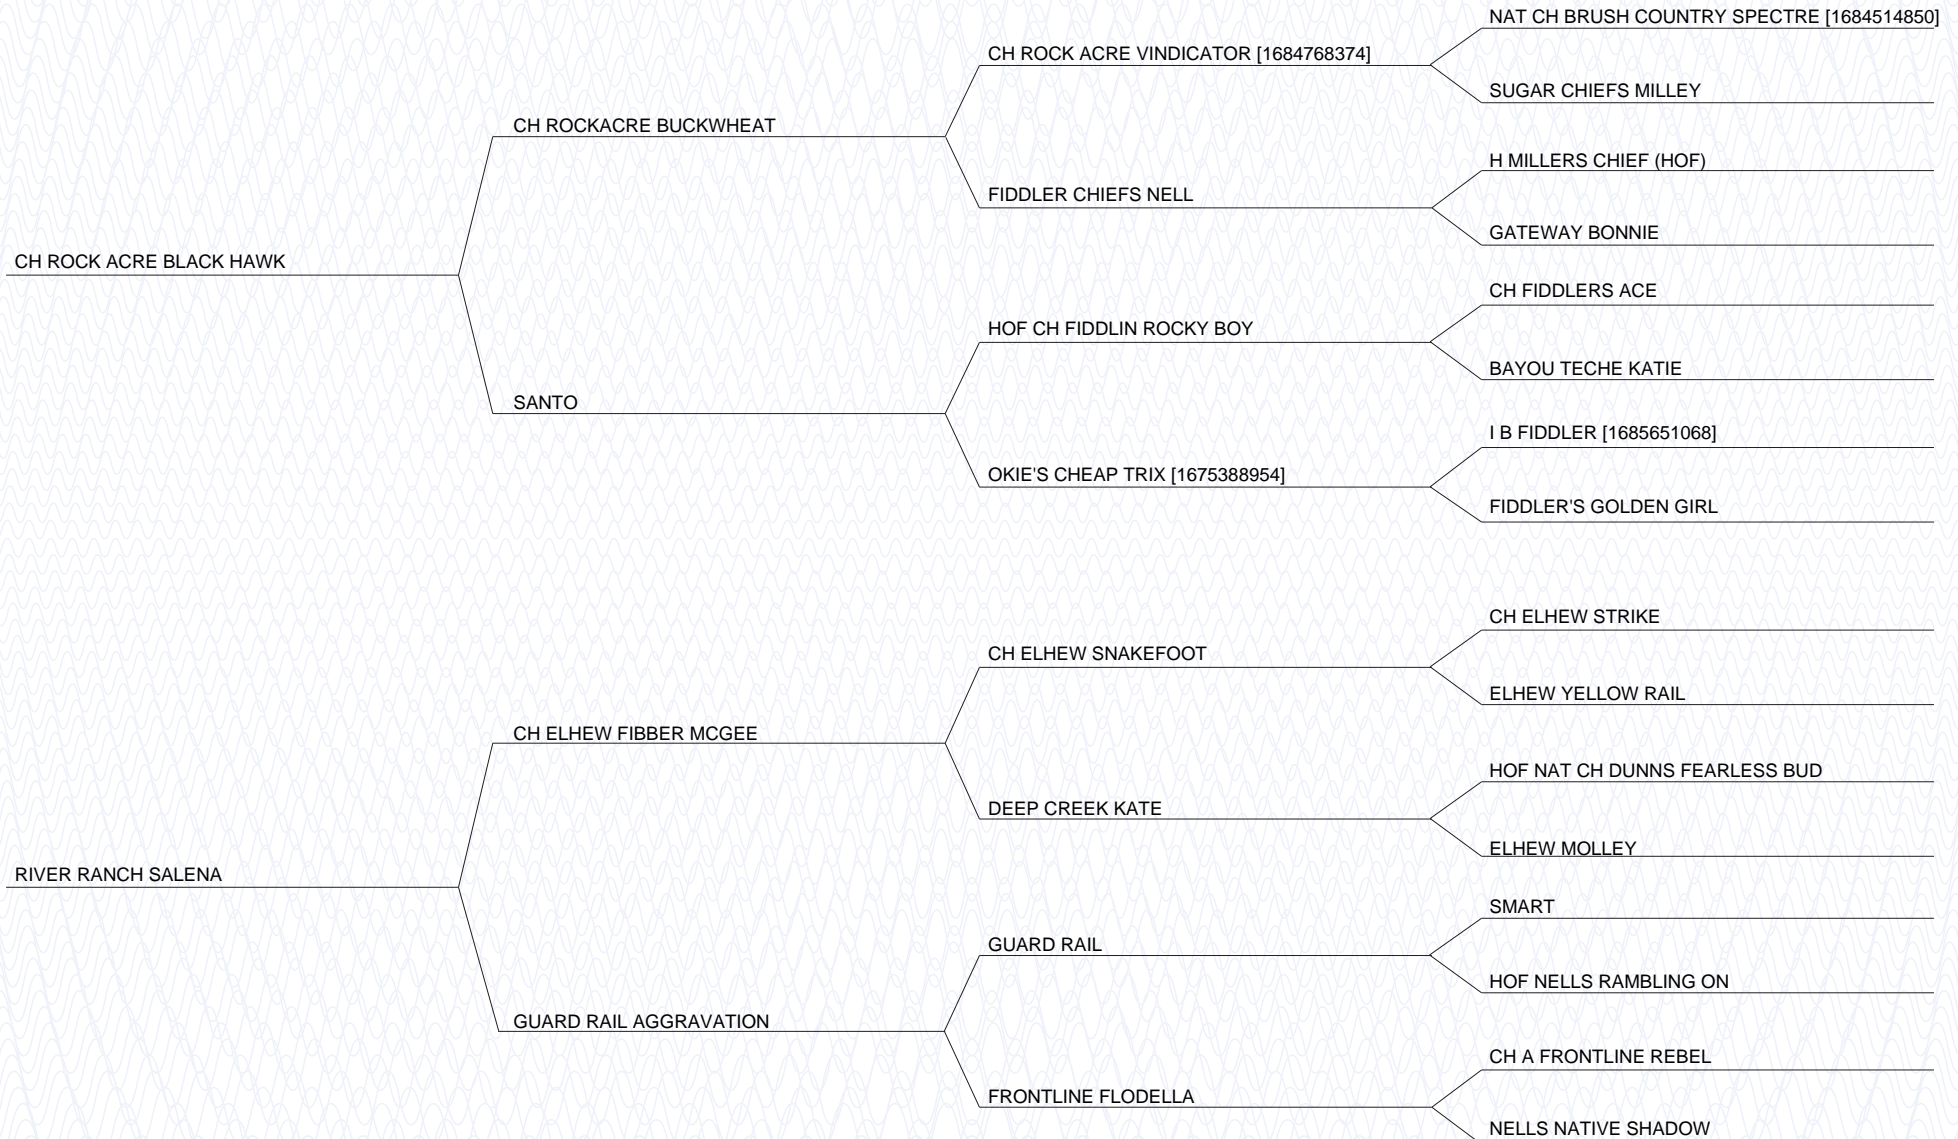 NAT CH BRUSH COUNTRY SPECTRE [1684514850]
CH ROCK ACRE VINDICATOR [1684768374]
SUGAR CHIEFS MILLEY
CH ROCKACRE BUCKWHEAT
H MILLERS CHIEF (HOF)
FIDDLER CHIEFS NELL
GATEWAY BONNIE
CH ROCK ACRE BLACK HAWK
CH FIDDLERS ACE
HOF CH FIDDLIN ROCKY BOY
BAYOU TECHE KATIE
SANTO
I B FIDDLER [1685651068]
OKIE'S CHEAP TRIX [1675388954]
FIDDLER'S GOLDEN GIRL
CH ELHEW STRIKE
CH ELHEW SNAKEFOOT
ELHEW YELLOW RAIL
CH ELHEW FIBBER MCGEE
HOF NAT CH DUNNS FEARLESS BUD
DEEP CREEK KATE
ELHEW MOLLEY
RIVER RANCH SALENA
SMART
GUARD RAIL
HOF NELLS RAMBLING ON
GUARD RAIL AGGRAVATION
CH A FRONTLINE REBEL
FRONTLINE FLODELLA
NELLS NATIVE SHADOW